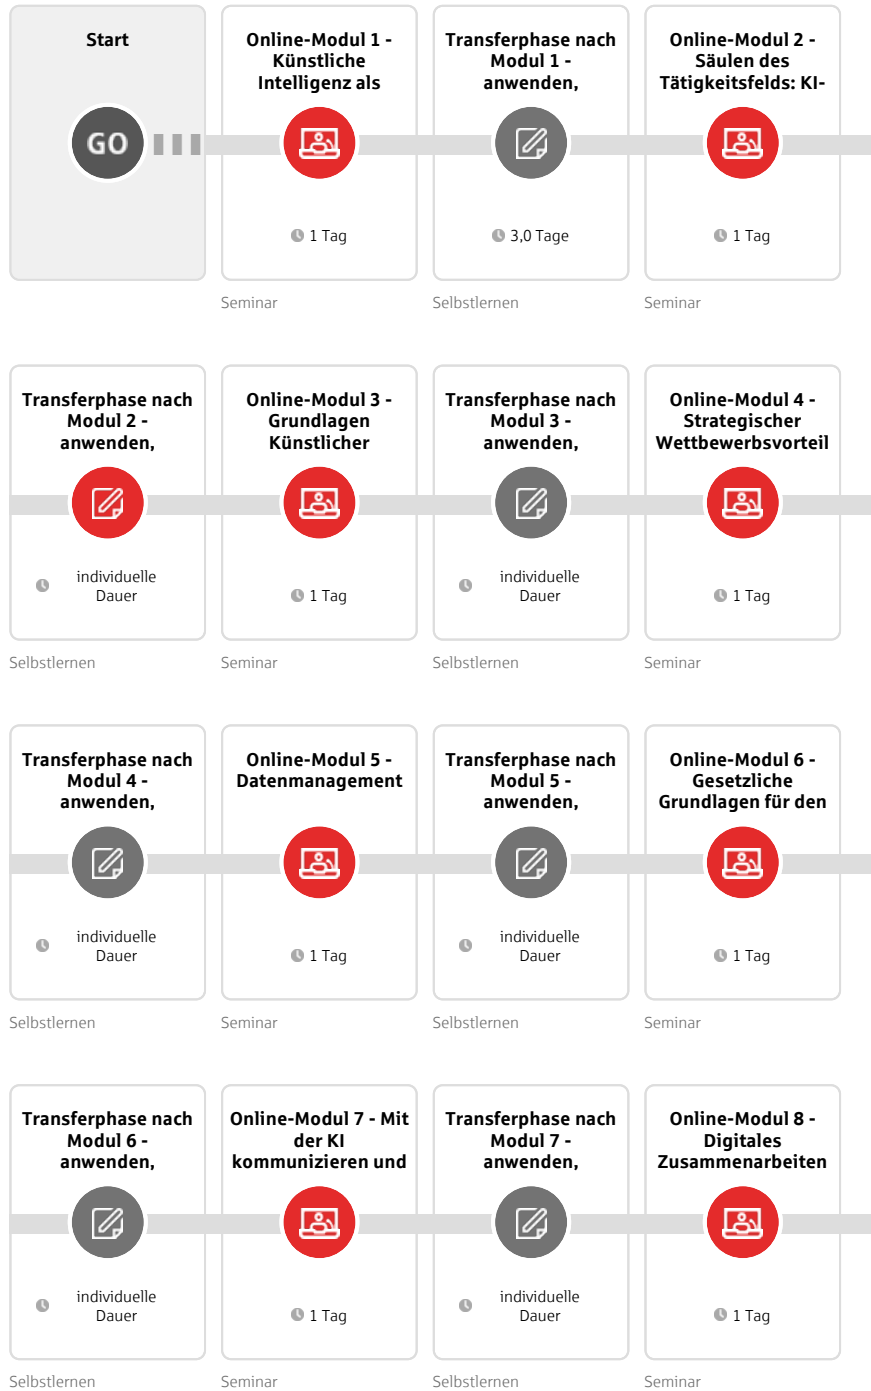 Start
GO
Online-Modul 1 -
Künstliche
Intelligenz als
1 Tag
Seminar
Transferphase nach
Modul 1 -
anwenden,
3,0 Tage
Selbstlernen
Online-Modul 2 -
Säulen des
Tätigkeitsfelds: KI-
1 Tag
Seminar
Transferphase nach
Modul 2 -
anwenden,
individuelle
Dauer
Selbstlernen
Online-Modul 3 -
Grundlagen
Künstlicher
1 Tag
Seminar
Transferphase nach
Modul 3 -
anwenden,
individuelle
Dauer
Selbstlernen
Online-Modul 4 -
Strategischer
Wettbewerbsvorteil
1 Tag
Seminar
Transferphase nach
Modul 4 -
anwenden,
individuelle
Dauer
Selbstlernen
Online-Modul 5 -
Datenmanagement
1 Tag
Seminar
Transferphase nach
Modul 5 -
anwenden,
individuelle
Dauer
Selbstlernen
Online-Modul 6 -
Gesetzliche
Grundlagen für den
1 Tag
Seminar
Transferphase nach
Modul 6 -
anwenden,
individuelle
Dauer
Selbstlernen
Online-Modul 7 - Mit
der KI
kommunizieren und
1 Tag
Seminar
Transferphase nach
Modul 7 -
anwenden,
individuelle
Dauer
Selbstlernen
Online-Modul 8 -
Digitales
Zusammenarbeiten
1 Tag
Seminar